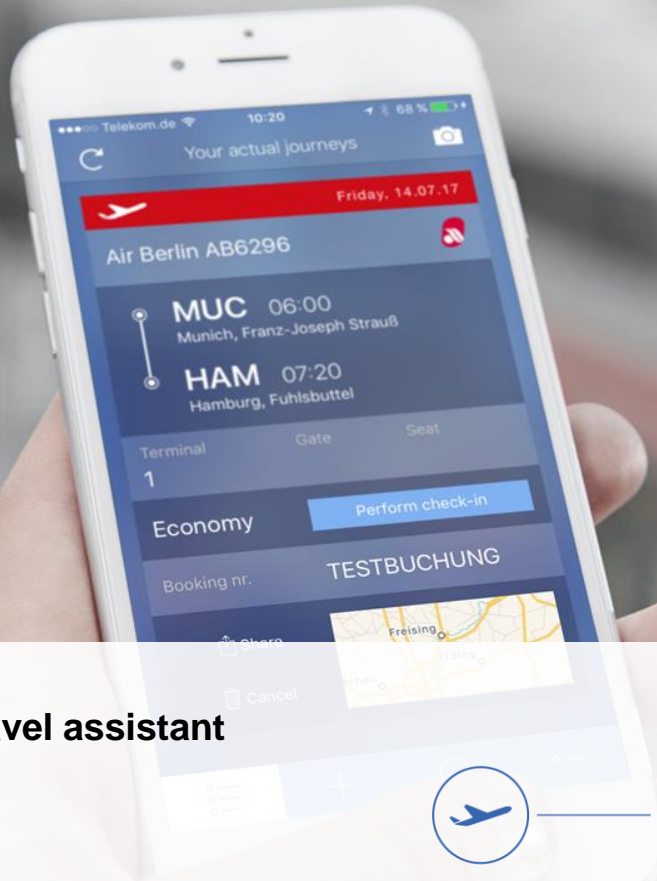 Telekom.de 10:20 68 %
Your actual journeys
Friday, 14.07.17
Air Berlin AB6296
MUC 06:00
Munich, Franz-Joseph Strauß
HAM 07:20
Hamburg, Fuhlsbuttel
Terminal Gate Seat
1
Economy Perform check-in
Booking nr. TESTBUCHUNG
Share
Freising
Erding
Cancel
avel assistant